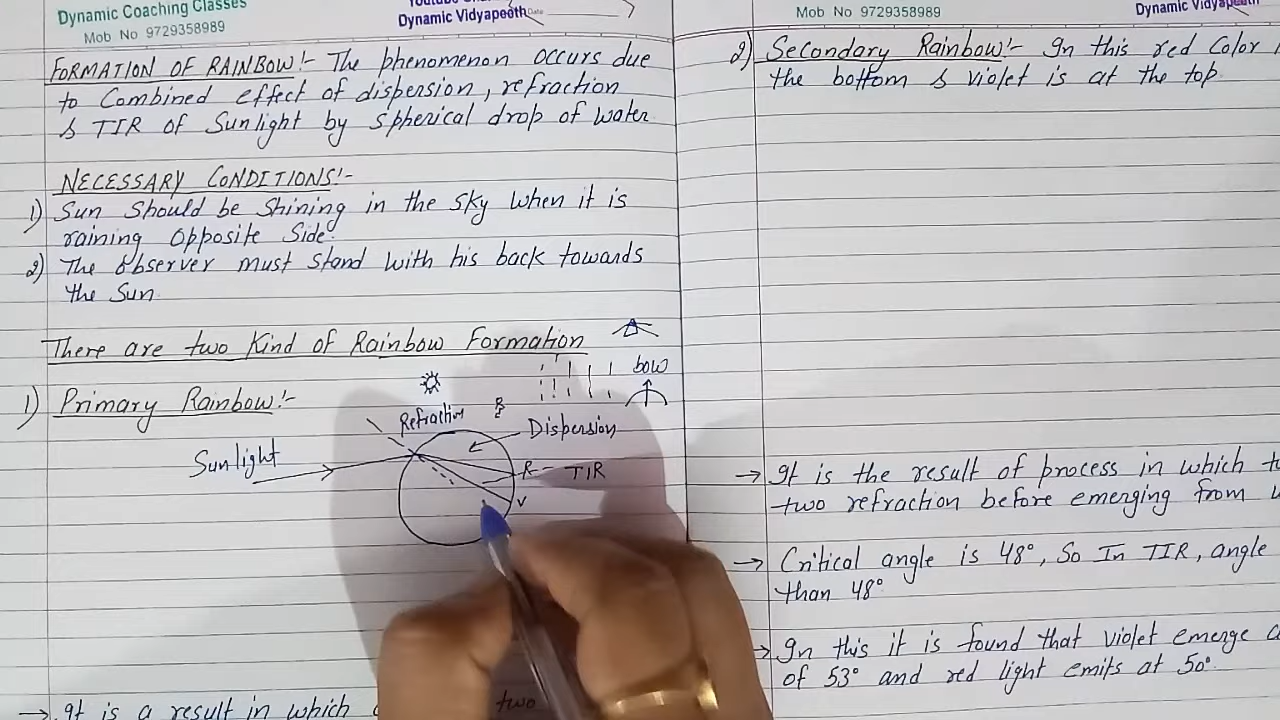 Dynamic Coaching Classes
Mob No 9729358989
Dynamic Vidyapeeth Date
FORMATION OF RAINBOW:- The phenomenon occurs due
to Combined effect of dispersion, refraction
& TIR of Sunlight by spherical drop of water
NECESSARY CONDITIONS:-
1) Sun should be shining in the sky when it is
raining opposite side.
2) The observer must stand with his back towards
the Sun.
There are two Kind of Rainbow Formation
1) Primary Rainbow:-
bow
Refraction
Dispersion
Sunlight
R - TIR
V
→ It is a result in which
two
Mob No 9729358989
Dynamic Vidyapeeth
2) Secondary Rainbow:- In this red color
the bottom & violet is at the top.
→ It is the result of process in which
two refraction before emerging from
→ Critical angle is 48°, So In TIR, angle
than 48°
→ In this it is found that violet emerge
of 53° and red light emits at 50°.